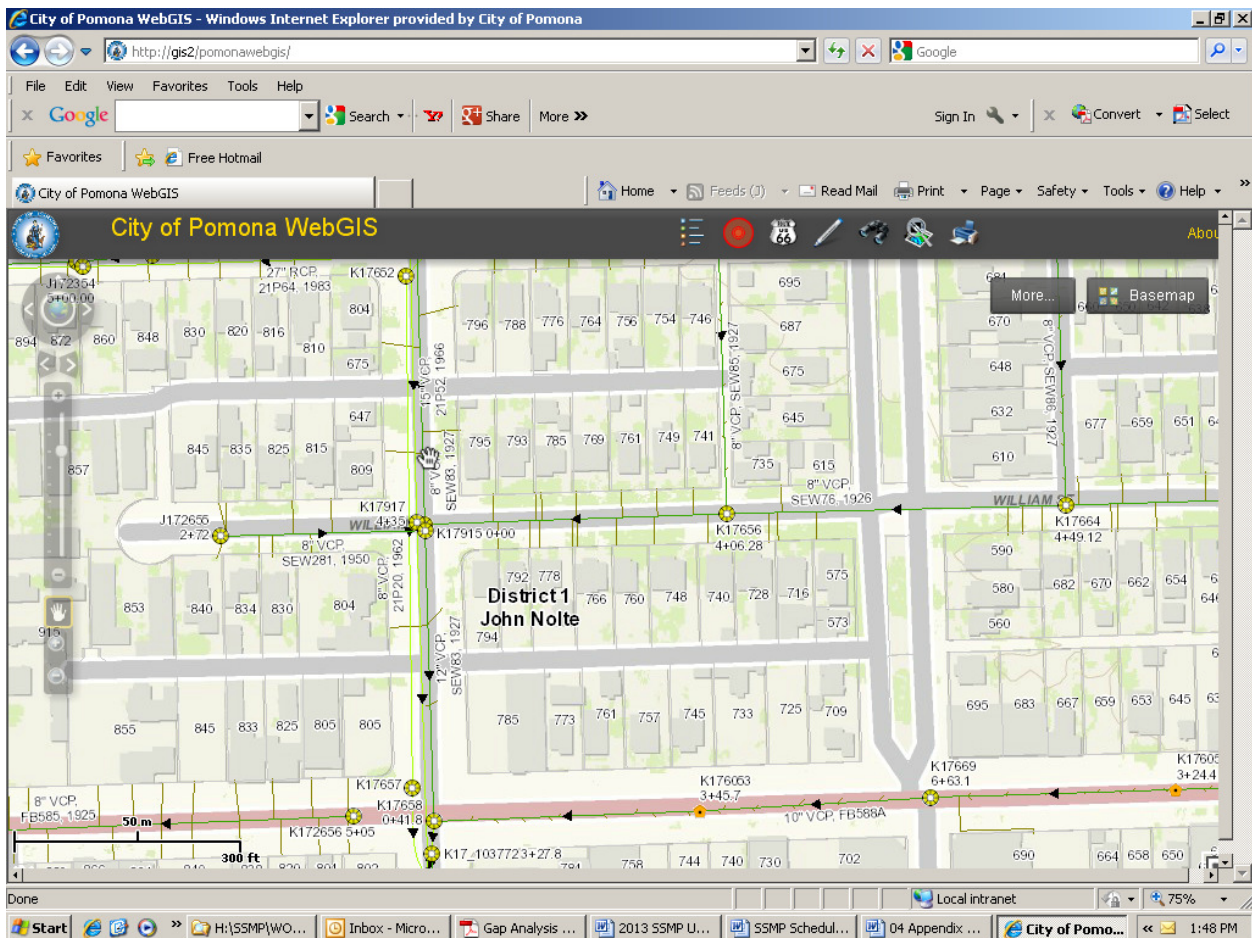 City of Pomona WebGIS - Windows Internet Explorer provided by City of Pomona
http://gis2/pomonawebgis/
Google
File Edit View Favorites Tools Help
x Google Search Share More »
Sign In Convert Select
Favorites Free Hotmail
City of Pomona WebGIS
Home Feeds (J) Read Mail Print Page Safety Tools Help »
City of Pomona WebGIS
66
Abou
More...
Basemap
J172354
5+00.00
27" RCP
21P64, 1983
K17652
804
695
894 872 860 848 830 820 816
810
796 788 776 764 756 754 746
687
670
675
15" VCP,
21P52, 1966
8" VCP, SEW85, 1927
675
648
8" VCP, SEW86, 1927
647
645
632
677 659 651
857
845 835 825 815
809
SEW83, 1927
795 793 785 769 761 749 741
735 615
610
8" VCP,
SEW76, 1926
WILLIAM ST
J172655
2+72
K17917
4+35
K17915 0+00
K17656
4+06.28
K17664
4+49.12
8" VCP,
SEW281, 1950
8" VCP,
21P20, 1962
590
792 778
575
580
682 670 662 654
District 1
John Nolte
853 840 834 830 804
766 760 748 740 728 716
573
560
915
794
12" VCP,
SEW83, 1927
855 845 833 825 805 805
785 773 761 757 745 733 725 709
695 683 667 659 653 645
K17657
K17658
0+41.8
K176053
3+45.7
K17669
6+63.1
K17605
3+24.4
8" VCP,
FB585, 1925
50 m
K172656 5+05
10" VCP, FB588A
300 ft
K17_1037723+27.8
758 744 740 730 702 690 664 658 650
Done
Local intranet
75%
Start
»
H:\SSMP\WO...
Inbox - Micro...
Gap Analysis ...
2013 SSMP U...
SSMP Schedul...
04 Appendix ...
City of Pomo...
«
1:48 PM